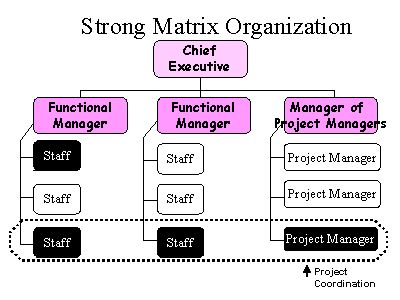 Strong Matrix Organization
Chief
Executive
Functional
Manager
Functional
Manager
Manager of
Project Managers
Staff
Staff
Project Manager
Staff
Staff
Project Manager
Staff
Staff
Project Manager
Project
Coordination